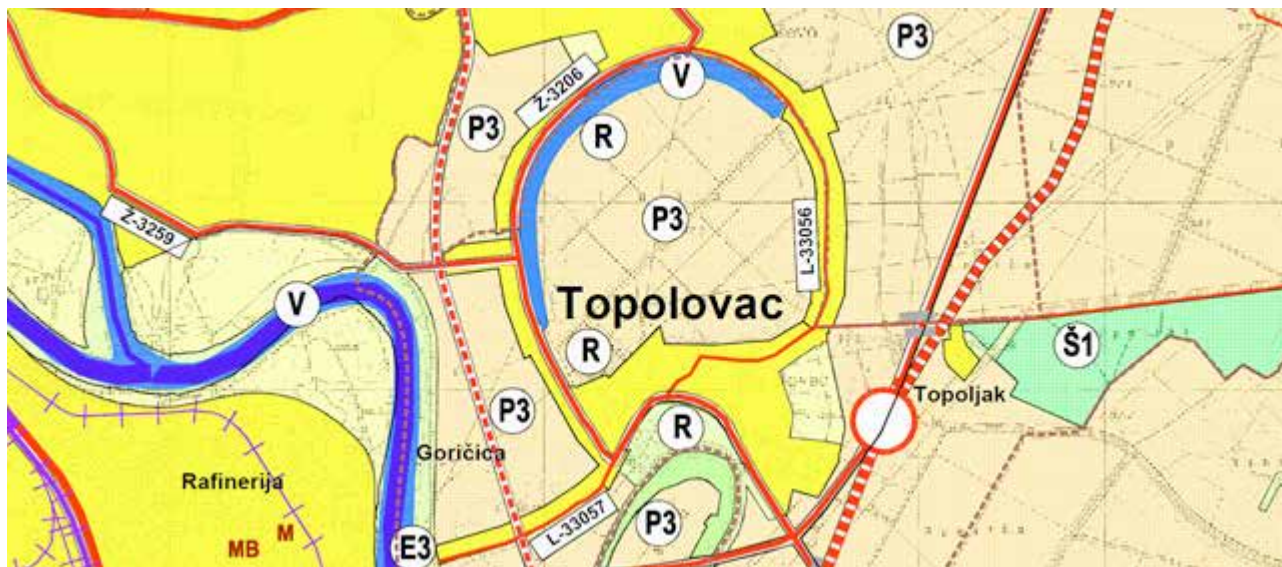 P3
V
Ž-3206
P3
R
P3
L-33056
Ž-3259
V
Topolovac
R
Š1
Topoljak
P3
R
Goričica
Rafinerija
P3
L-33057
M
MB
E3